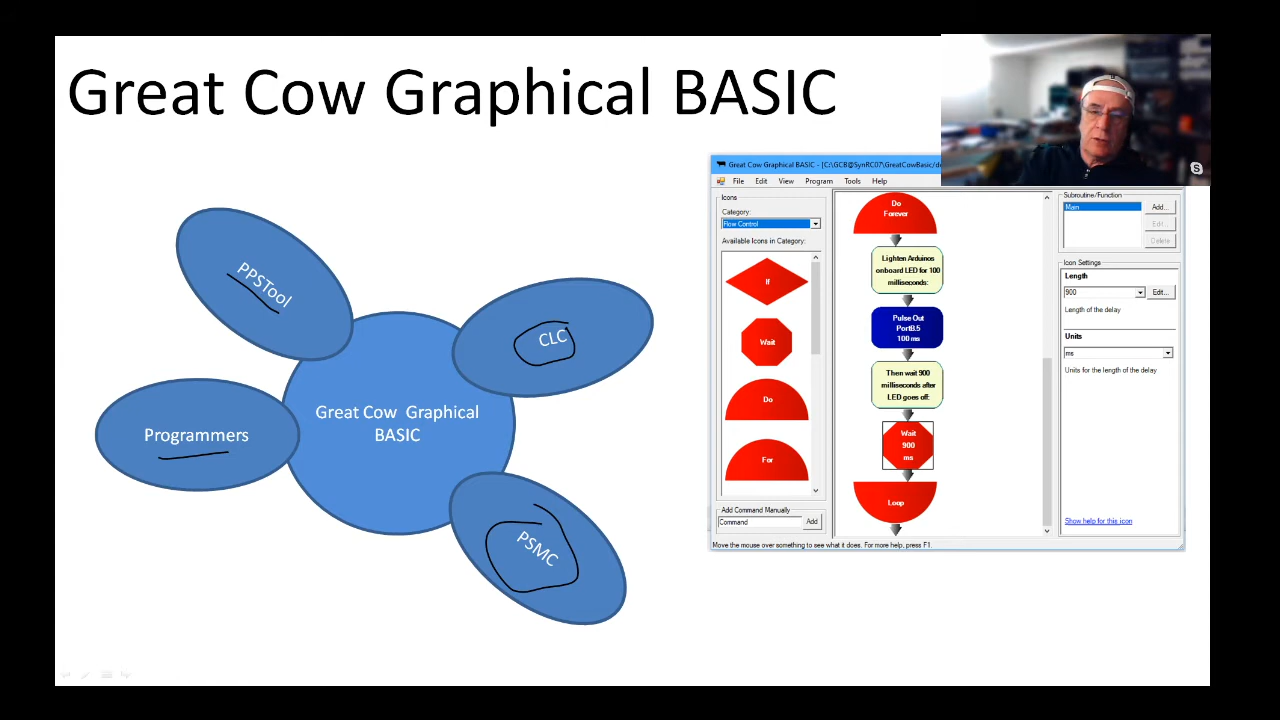 Great Cow Graphical BASIC
PPSTool
CLC
Great Cow Graphical
BASIC
Programmers
PSMC
Great Cow Graphical BASIC - [C:\GCB@SynRC07\GreatCowBasic/de
File Edit View Program Tools Help
Icons
Category:
Flow Control
Available Icons in Category:
If
Wait
Do
For
Add Command Manually
Command
Add
Do
Forever
Lighten Arduinos
onboard LED for 100
milliseconds:
Pulse Out
PortB.5
100 ms
Then wait 900
milliseconds after
LED goes off:
Wait
900
ms
Loop
Subroutine/Function
Main
Add...
Edit...
Delete
Icon Settings
Length
900
Edit...
Length of the delay
Units
ms
Units for the length of the delay
Show help for this icon
Move the mouse over something to see what it does. For more help, press F1.